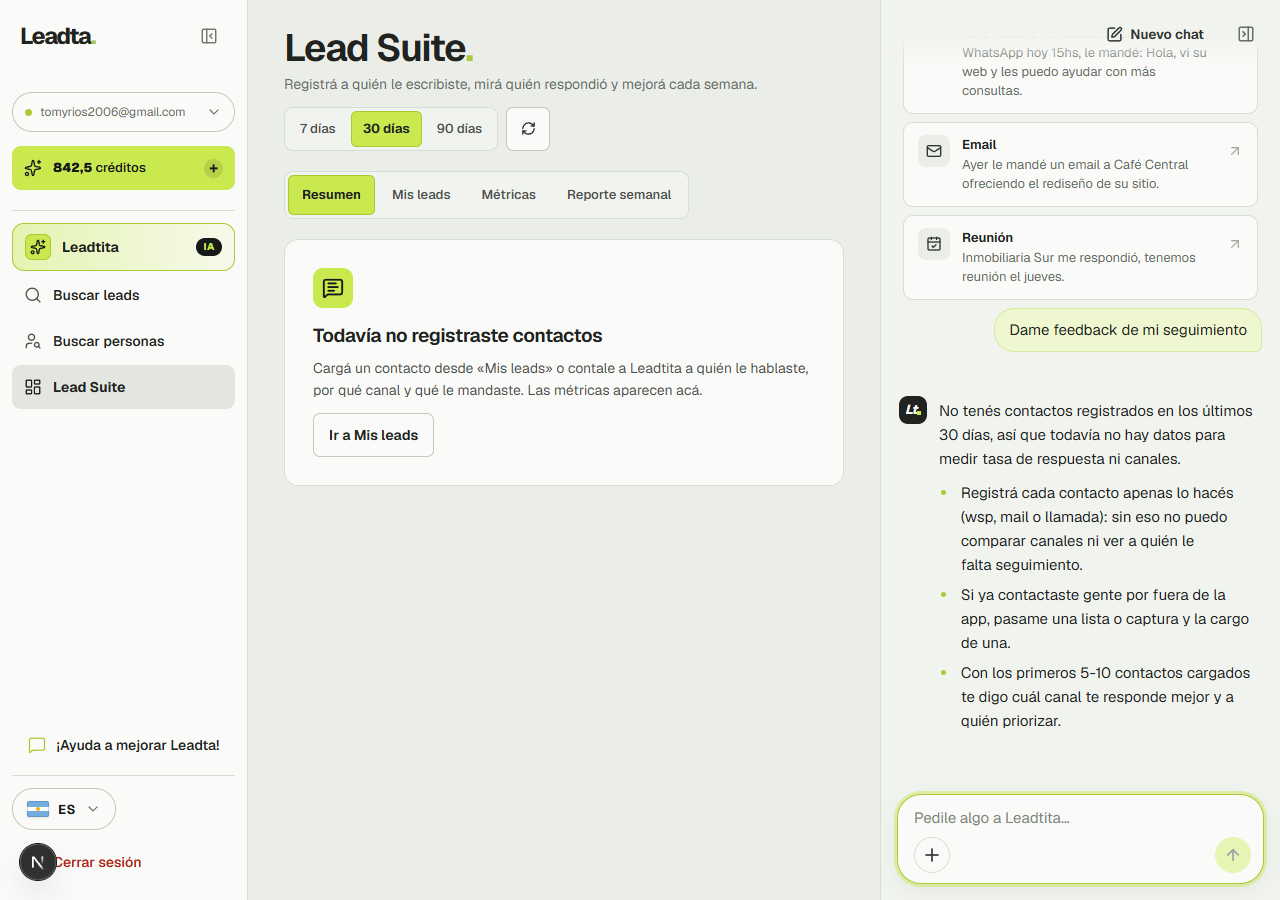 Leadta.
tomyrios2006@gmail.com
842,5 créditos
Leadtita
IA
Buscar leads
Buscar personas
Lead Suite
¡Ayuda a mejorar Leadta!
ES
N
Cerrar sesión
Lead Suite.
Registrá a quién le escribiste, mirá quién respondió y mejorá cada semana.
7 días
30 días
90 días
Resumen
Mis leads
Métricas
Reporte semanal
Todavía no registraste contactos
Cargá un contacto desde «Mis leads» o contale a Leadtita a quién le hablaste,
por qué canal y qué le mandaste. Las métricas aparecen acá.
Ir a Mis leads
Nuevo chat
WhatsApp hoy 15hs, le mandé: Hola, vi su
web y les puedo ayudar con más
consultas.
Email
Ayer le mandé un email a Café Central
ofreciendo el rediseño de su sitio.
Reunión
Inmobiliaria Sur me respondió, tenemos
reunión el jueves.
Dame feedback de mi seguimiento
Lt.
No tenés contactos registrados en los últimos
30 días, así que todavía no hay datos para
medir tasa de respuesta ni canales.
Registrá cada contacto apenas lo hacés
(wsp, mail o llamada): sin eso no puedo
comparar canales ni ver a quién le
falta seguimiento.
Si ya contactaste gente por fuera de la
app, pasame una lista o captura y la cargo
de una.
Con los primeros 5-10 contactos cargados
te digo cuál canal te responde mejor y a
quién priorizar.
Pedile algo a Leadtita...